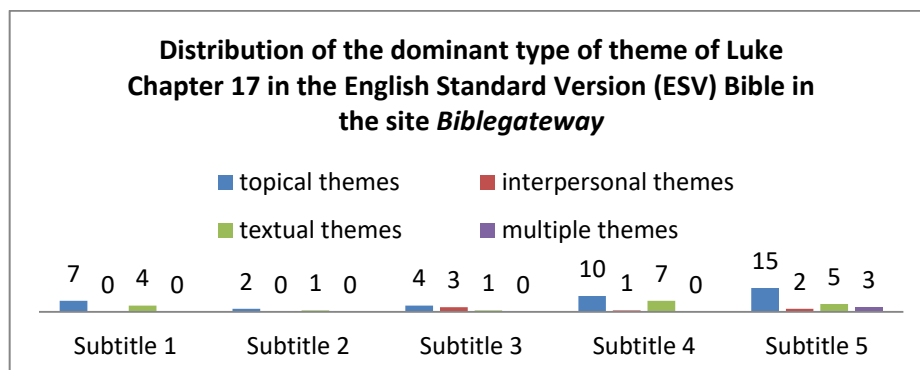 Distribution of the dominant type of theme of Luke
Chapter 17 in the English Standard Version (ESV) Bible in
the site Biblegateway
topical themes interpersonal themes
textual themes multiple themes
7 0 4 0 2 0 1 0 4 3 1 0 10 1 7 0 15 2 5 3
Subtitle 1 Subtitle 2 Subtitle 3 Subtitle 4 Subtitle 5